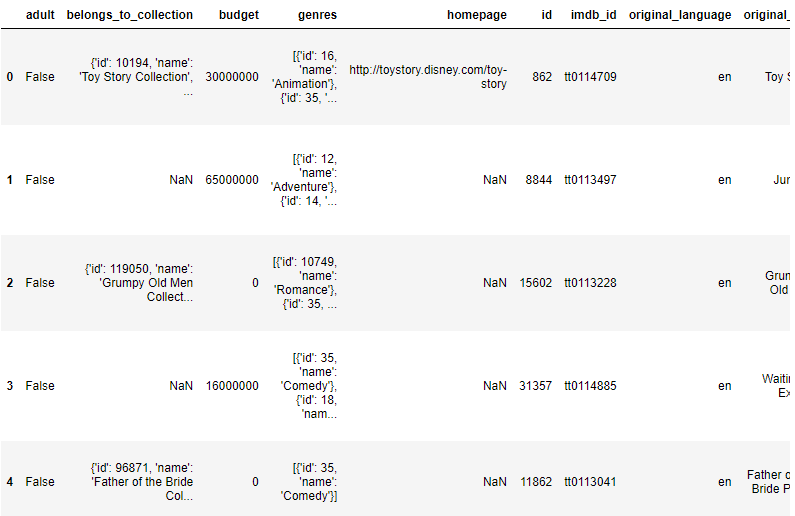 adult belongs_to_collection budget genres homepage id imdb_id original_language original_
0 False {'id': 10194, 'name': 'Toy Story Collection', ... 30000000 [{'id': 16, 'name': 'Animation'}, {'id': 35, '... http://toystory.disney.com/toy-story 862 tt0114709 en Toy S
1 False NaN 65000000 [{'id': 12, 'name': 'Adventure'}, {'id': 14, '... NaN 8844 tt0113497 en Jum
2 False {'id': 119050, 'name': 'Grumpy Old Men Collect... 0 [{'id': 10749, 'name': 'Romance'}, {'id': 35, ... NaN 15602 tt0113228 en Grum Old
3 False NaN 16000000 [{'id': 35, 'name': 'Comedy'}, {'id': 18, 'nam... NaN 31357 tt0114885 en Waitin Ex
4 False {'id': 96871, 'name': 'Father of the Bride Col... 0 [{'id': 35, 'name': 'Comedy'}] NaN 11862 tt0113041 en Father o Bride P